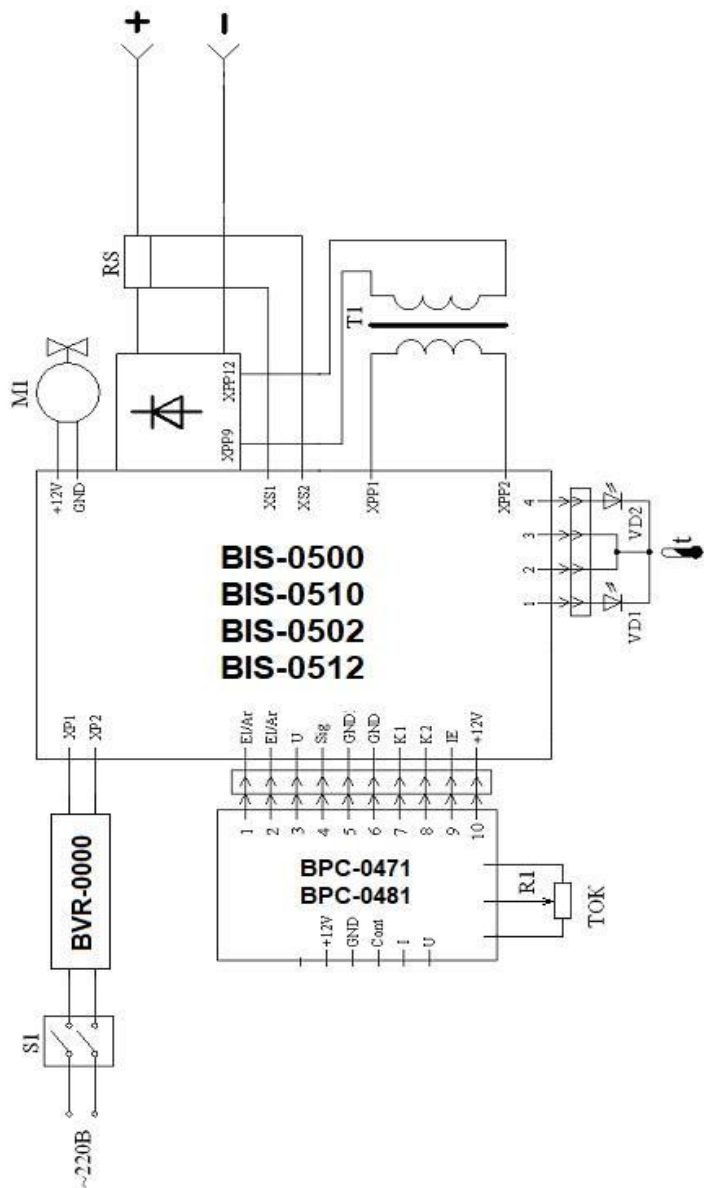 +
-
M1
+12V
GND
RS
XPP9
XPP12
XS1
XS2
T1
XPP1
XPP2
BIS-0500
BIS-0510
BIS-0502
BIS-0512
4
3
2
1
VD2
VD1
t
XP1
XP2
BVR-0000
S1
~220В
El/Ar
El/Ar
U
Sig
GND
GND
K1
K2
IE
+12V
1
2
3
4
5
6
7
8
9
10
BPC-0471
BPC-0481
+12V
GND
Cont
I
U
R1
ТОК